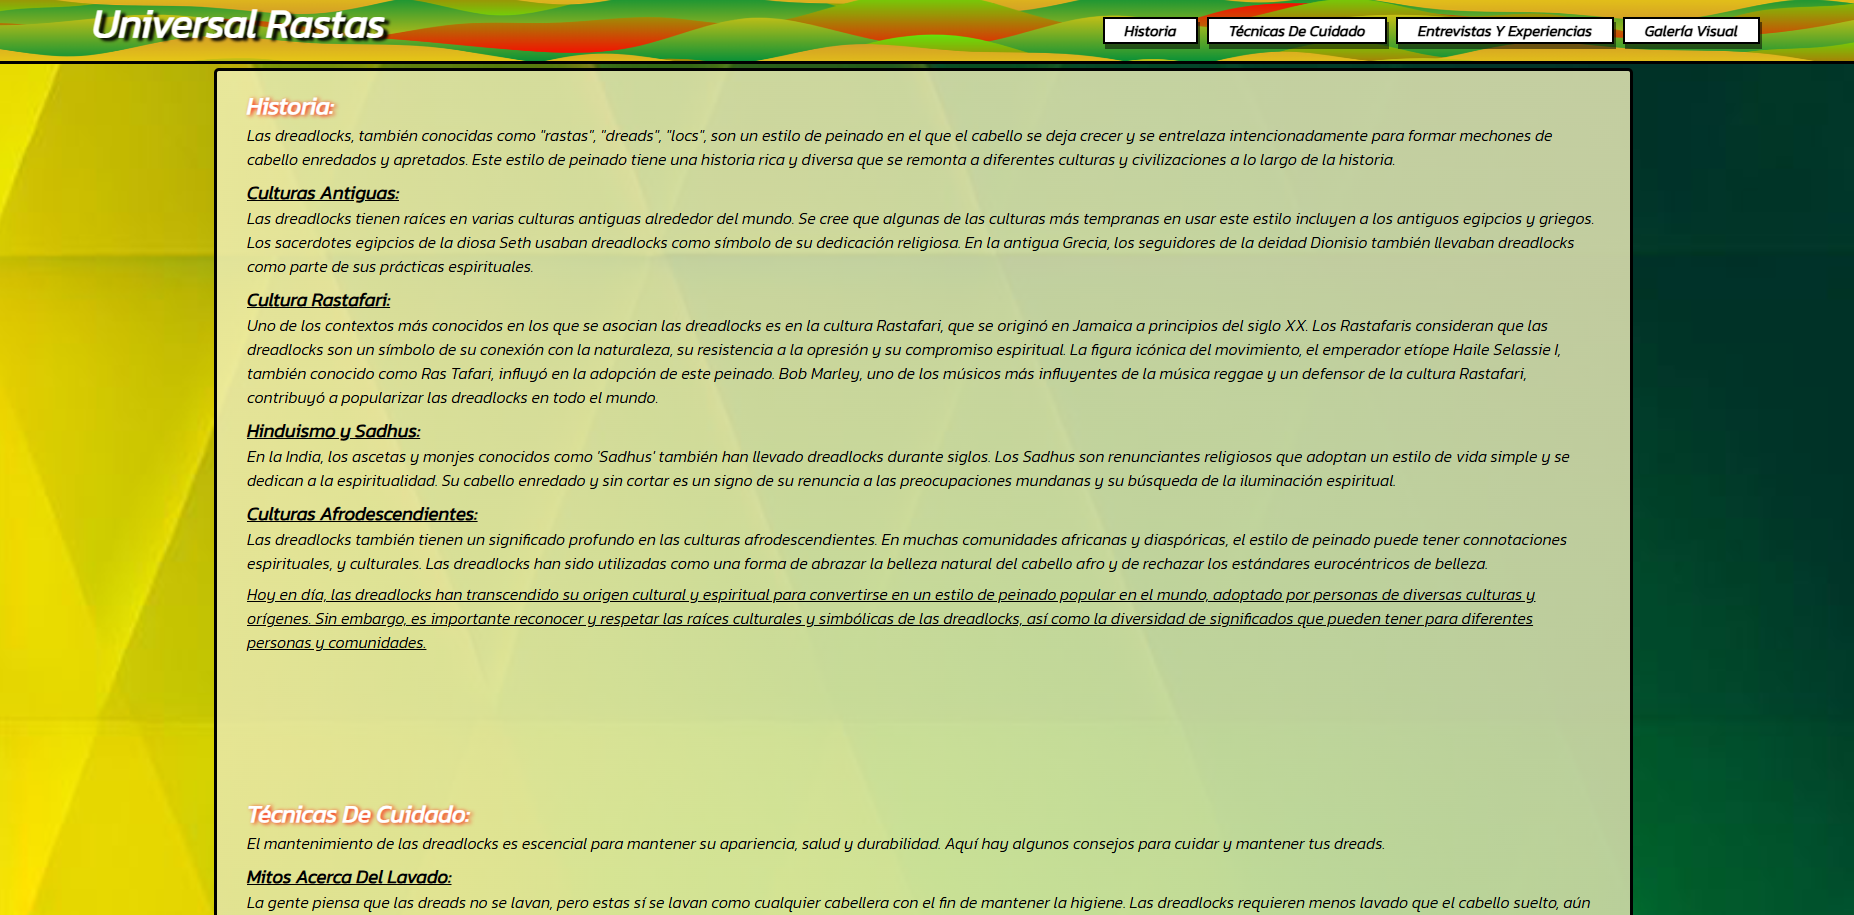 Universal Rastas
Historia
Técnicas De Cuidado
Entrevistas Y Experiencias
Galería Visual
Historia:
Las dreadlocks, también conocidas como "rastas", "dreads", "locs", son un estilo de peinado en el que el cabello se deja crecer y se entrelaza intencionadamente para formar mechones de
cabello enredados y apretados. Este estilo de peinado tiene una historia rica y diversa que se remonta a diferentes culturas y civilizaciones a lo largo de la historia.
Culturas Antiguas:
Las dreadlocks tienen raíces en varias culturas antiguas alrededor del mundo. Se cree que algunas de las culturas más tempranas en usar este estilo incluyen a los antiguos egipcios y griegos.
Los sacerdotes egipcios de la diosa Seth usaban dreadlocks como símbolo de su dedicación religiosa. En la antigua Grecia, los seguidores de la deidad Dionisio también llevaban dreadlocks
como parte de sus prácticas espirituales.
Cultura Rastafari:
Uno de los contextos más conocidos en los que se asocian las dreadlocks es en la cultura Rastafari, que se originó en Jamaica a principios del siglo XX. Los Rastafaris consideran que las
dreadlocks son un símbolo de su conexión con la naturaleza, su resistencia a la opresión y su compromiso espiritual. La figura icónica del movimiento, el emperador etíope Haile Selassie I,
también conocido como Ras Tafari, influyó en la adopción de este peinado. Bob Marley, uno de los músicos más influyentes de la música reggae y un defensor de la cultura Rastafari,
contribuyó a popularizar las dreadlocks en todo el mundo.
Hinduismo y Sadhus:
En la India, los ascetas y monjes conocidos como 'Sadhus' también han llevado dreadlocks durante siglos. Los Sadhus son renunciantes religiosos que adoptan un estilo de vida simple y se
dedican a la espiritualidad. Su cabello enredado y sin cortar es un signo de su renuncia a las preocupaciones mundanas y su búsqueda de la iluminación espiritual.
Culturas Afrodescendientes:
Las dreadlocks también tienen un significado profundo en las culturas afrodescendientes. En muchas comunidades africanas y diaspóricas, el estilo de peinado puede tener connotaciones
espirituales, y culturales. Las dreadlocks han sido utilizadas como una forma de abrazar la belleza natural del cabello afro y de rechazar los estándares eurocéntricos de belleza.
Hoy en día, las dreadlocks han transcendido su origen cultural y espiritual para convertirse en un estilo de peinado popular en el mundo, adoptado por personas de diversas culturas y
orígenes. Sin embargo, es importante reconocer y respetar las raíces culturales y simbólicas de las dreadlocks, así como la diversidad de significados que pueden tener para diferentes
personas y comunidades.
Técnicas De Cuidado:
El mantenimiento de las dreadlocks es escencial para mantener su apariencia, salud y durabilidad. Aquí hay algunos consejos para cuidar y mantener tus dreads.
Mitos Acerca Del Lavado:
La gente piensa que las dreads no se lavan, pero estas sí se lavan como cualquier cabellera con el fin de mantener la higiene. Las dreadlocks requieren menos lavado que el cabello suelto, aún